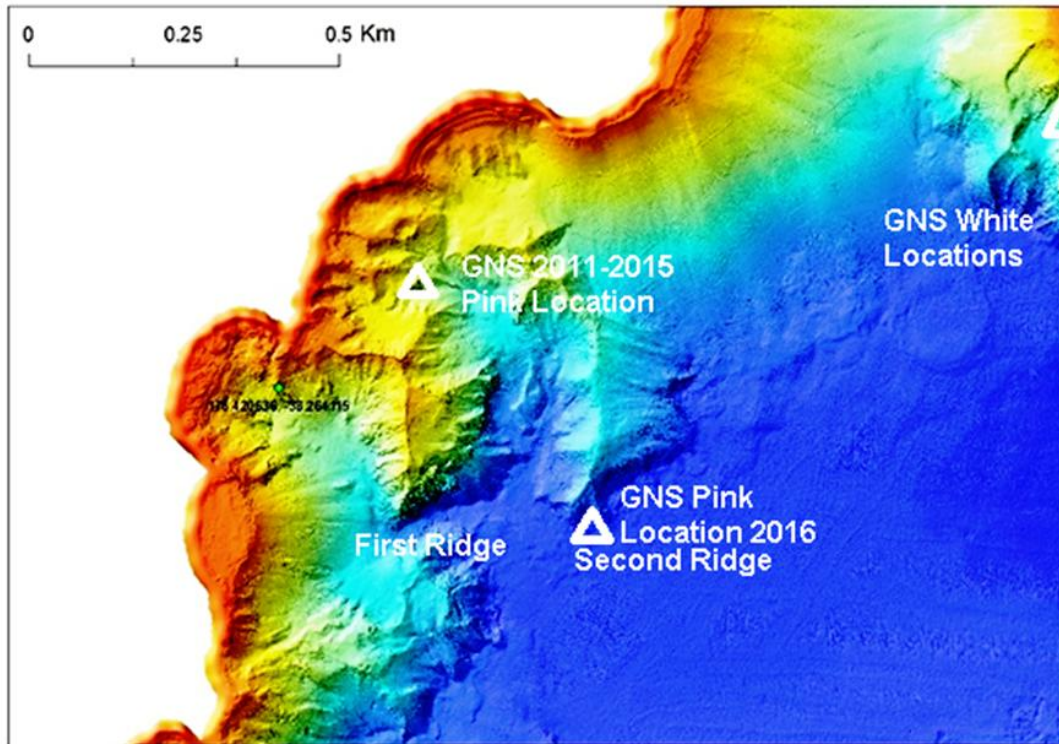 0 0.25 0.5 Km
GNS White
Locations
GNS 2011-2015
Pink Location
GNS Pink
Location 2016
First Ridge
Second Ridge